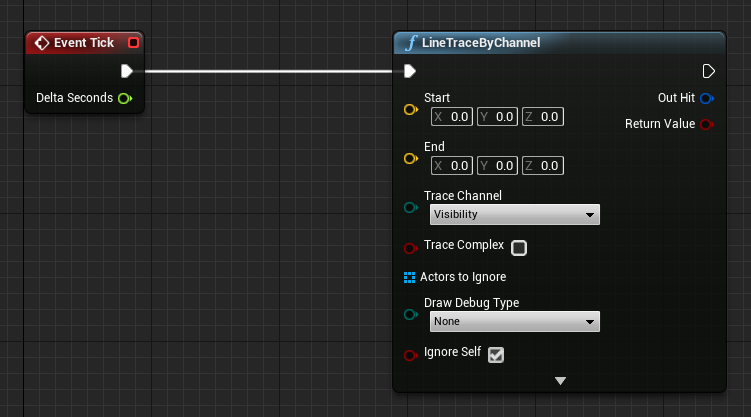 Event Tick
Delta Seconds
f LineTraceByChannel
Start
X 0.0 Y 0.0 Z 0.0
Out Hit
Return Value
End
X 0.0 Y 0.0 Z 0.0
Trace Channel
Visibility
Trace Complex
Actors to Ignore
Draw Debug Type
None
Ignore Self